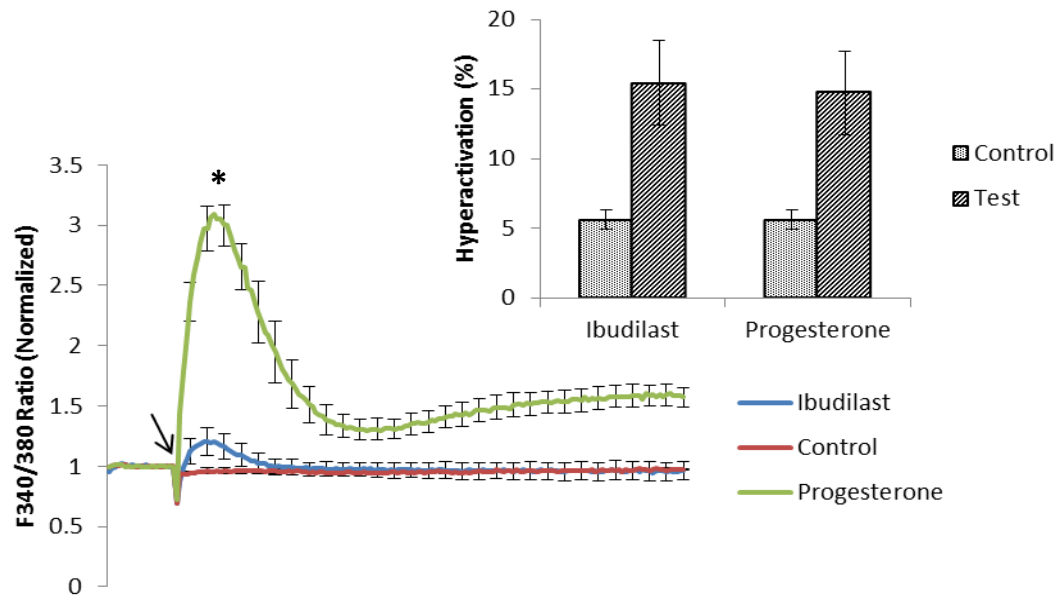 20
15
10
5
0
Hyperactivation (%)
Ibudilast
Progesterone
Control
Test
3.5
3
2.5
2
1.5
1
0.5
0
F340/380 Ratio (Normalized)
*
Ibudilast
Control
Progesterone